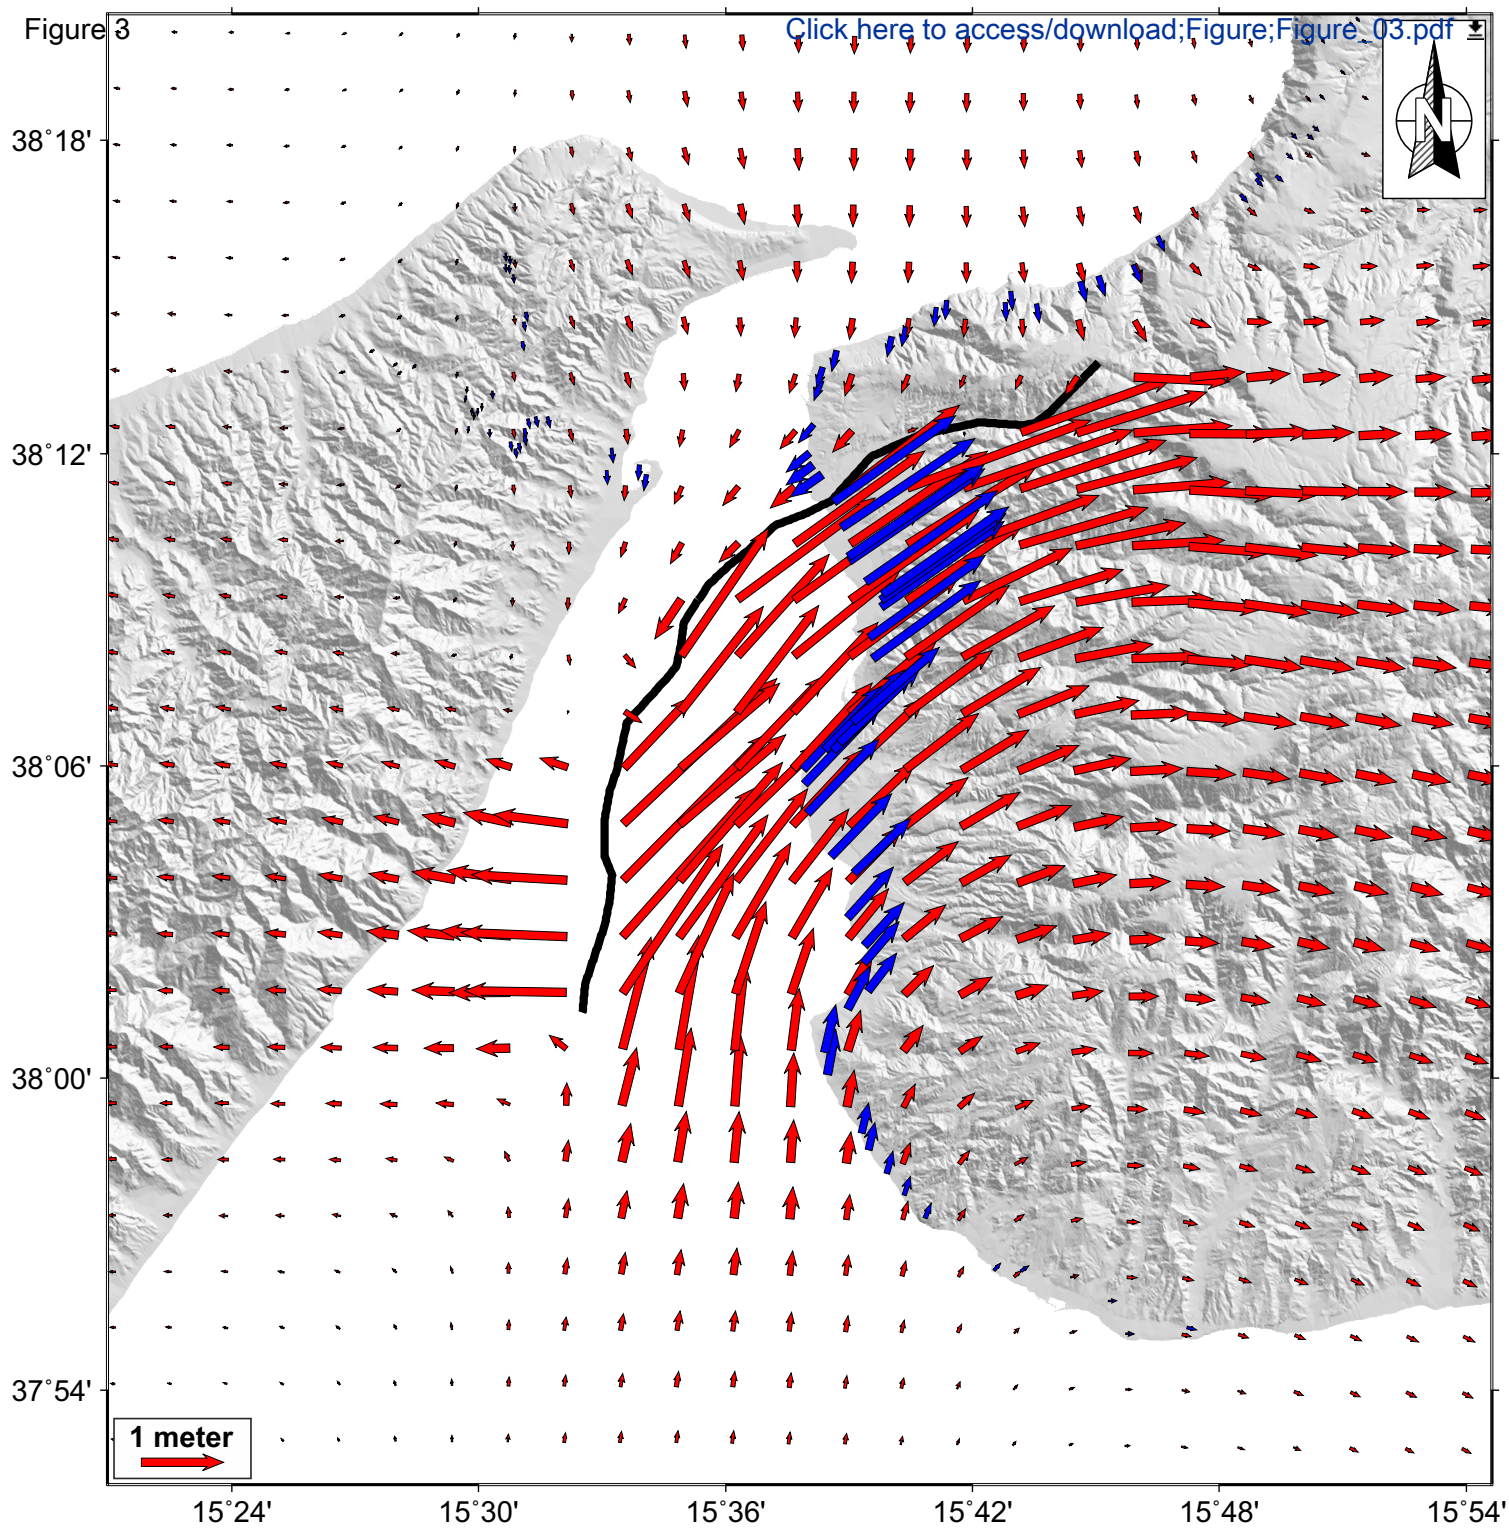 Figure 3
Click here to access/download;Figure;Figure_03.pdf
N
38°18'
38°12'
38°06'
38°00'
37°54'
1 meter
15°24' 15°30' 15°36' 15°42' 15°48' 15°54'